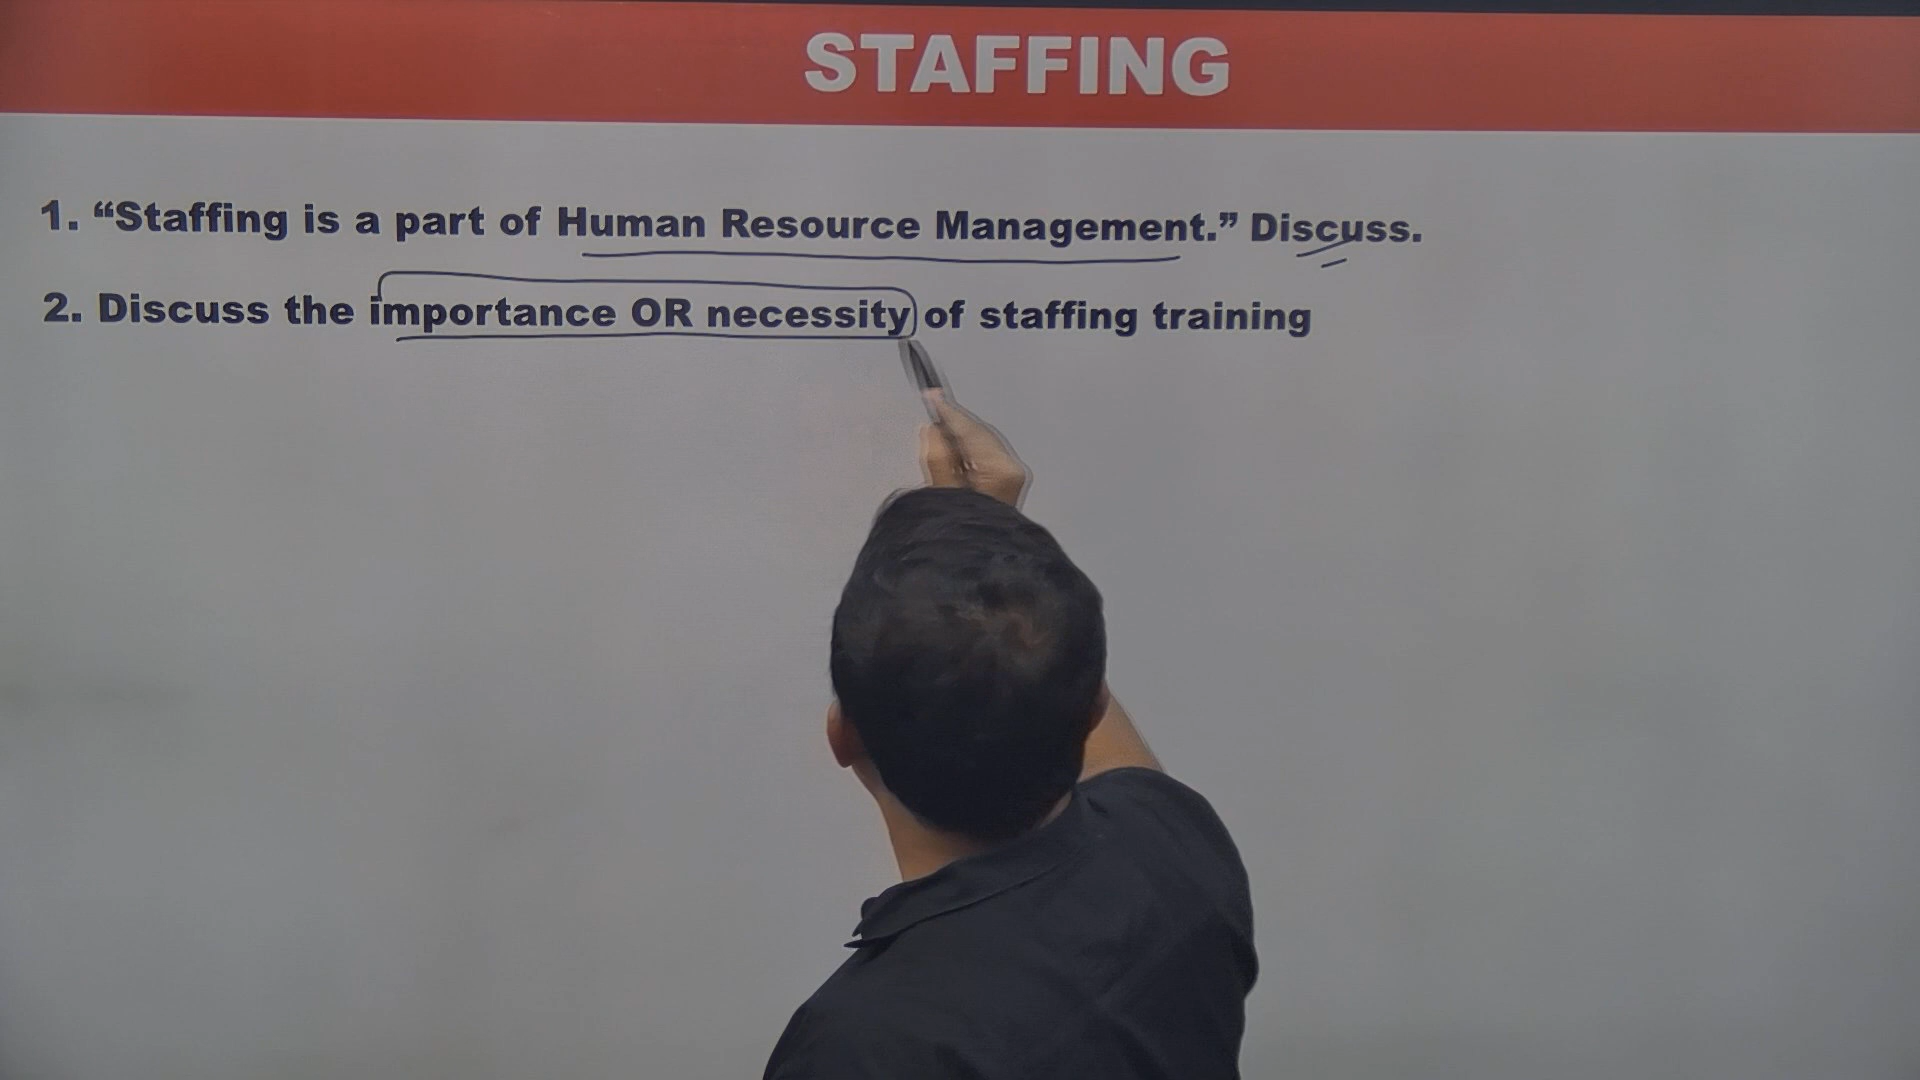 STAFFING
1. “Staffing is a part of Human Resource Management.” Discuss.
2. Discuss the importance OR necessity of staffing training